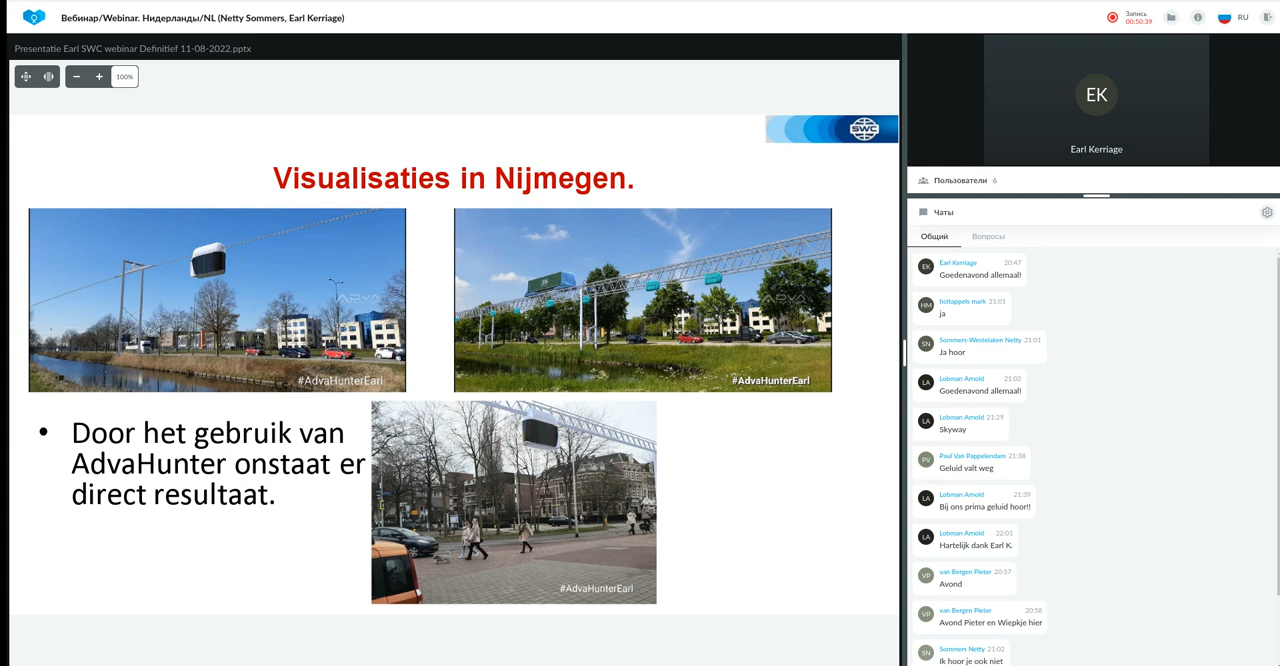 Вебинар/Webinar. Нидерланды/NL (Netty Sommers, Earl Kerriage)
Запись
00:50:39
RU
Presentatie Earl SWC webinar Definitief 11-08-2022.pptx
100%
SWC
Visualisaties in Nijmegen.
ADVA
#AdvaHunterEarl
ADVA
#AdvaHunterEarl
• Door het gebruik van
AdvaHunter onstaat er
direct resultaat.
#AdvaHunterEarl
EK
Earl Kerriage
Пользователи 6
Чаты
Общий Вопросы
EK Earl Kerriage 20:47
Goedenavond allemaal!
HM holtappels mark 21:01
ja
SN Sommers-Westelaken Netty 21:01
Ja hoor
LA Lobman Arnold 21:02
Goedenavond allemaal!
LA Lobman Arnold 21:29
Skyway
PV Paul Van Pappelendam 21:38
Geluid valt weg
LA Lobman Arnold 21:39
Bij ons prima geluid hoor!!
LA Lobman Arnold 22:01
Hartelijk dank Earl K.
VP van Bergen Pieter 20:57
Avond
VP van Bergen Pieter 20:58
Avond Pieter en Wiepkje hier
SN Sommers Netty 21:02
Ik hoor je ook niet